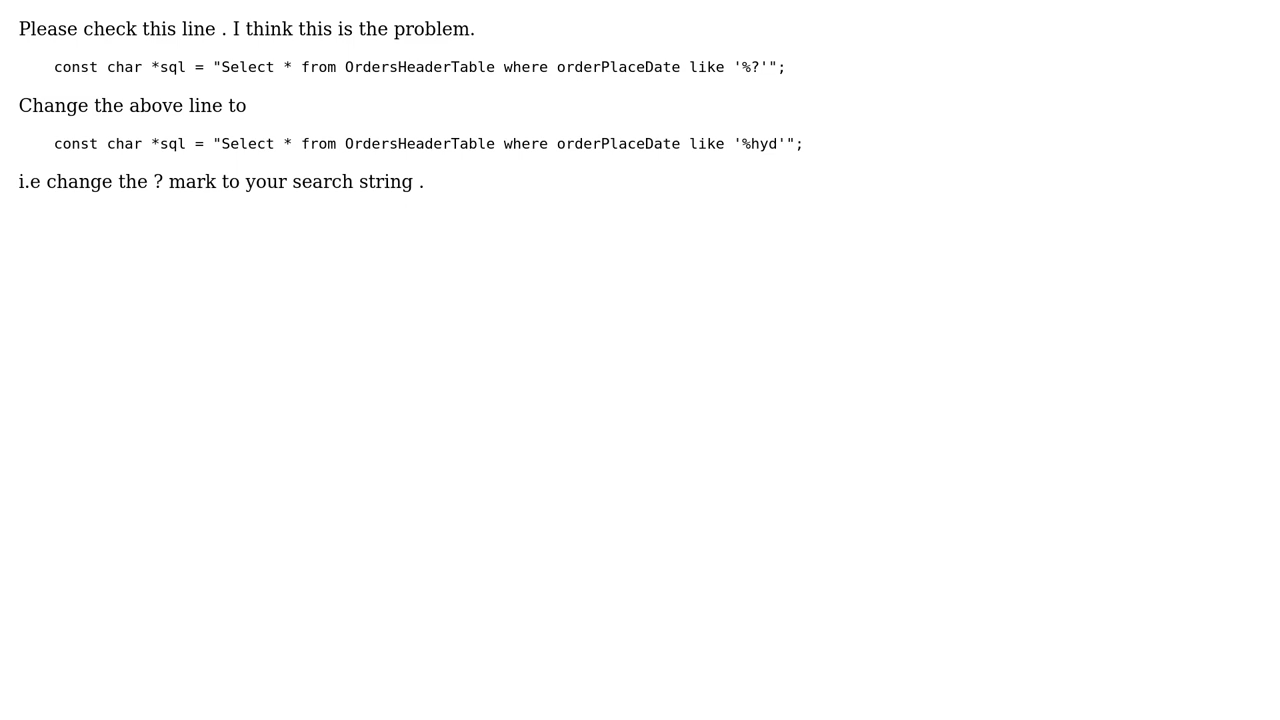 Please check this line . I think this is the problem.
const char *sql = "Select * from OrdersHeaderTable where orderPlaceDate like '%?'";
Change the above line to
const char *sql = "Select * from OrdersHeaderTable where orderPlaceDate like '%hyd'";
i.e change the ? mark to your search string .